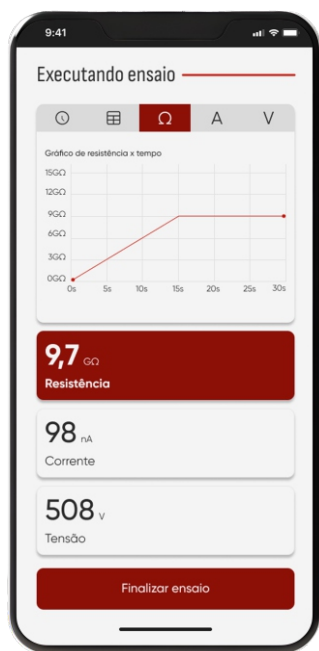 9:41
Executando ensaio
Ω A V
Gráfico de resistência x tempo
15GΩ
12GΩ
9GΩ
6GΩ
3GΩ
0GΩ
0s 5s 10s 15s 20s 25s 30s
9,7 GΩ
Resistência
98 nA
Corrente
508 V
Tensão
Finalizar ensaio